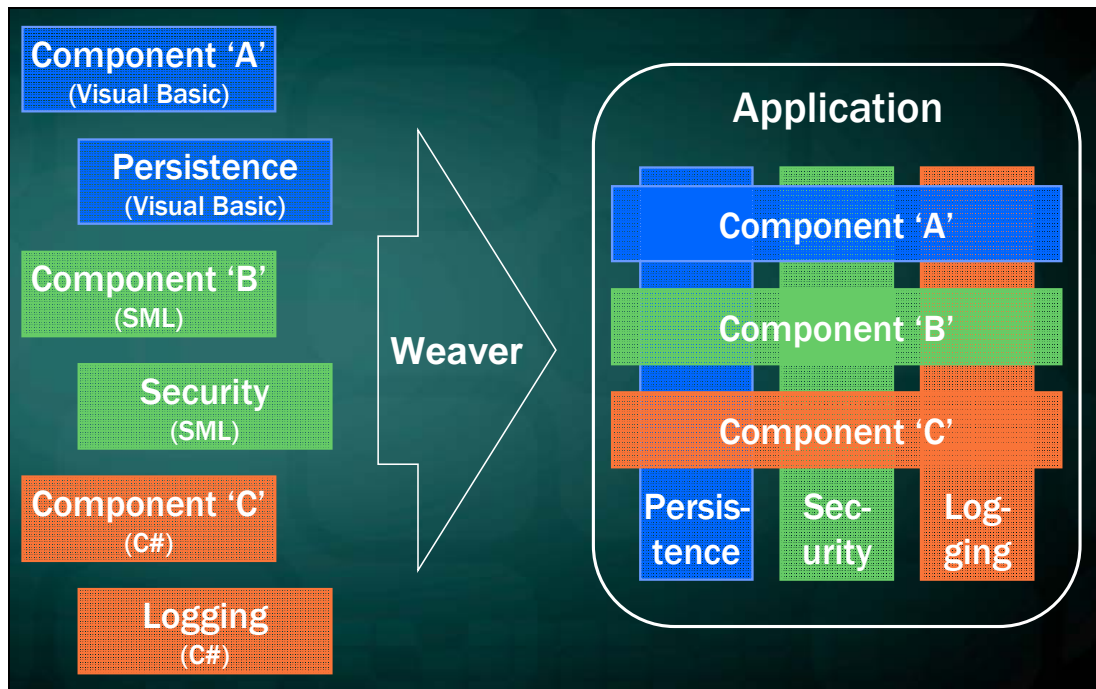 Component ‘A’
(Visual Basic)
Persistence
(Visual Basic)
Component ‘B’
(SML)
Security
(SML)
Component ‘C’
(C#)
Logging
(C#)
Weaver
Application
Component ‘A’
Component ‘B’
Component ‘C’
Persis-
tence
Sec-
urity
Log-
ging